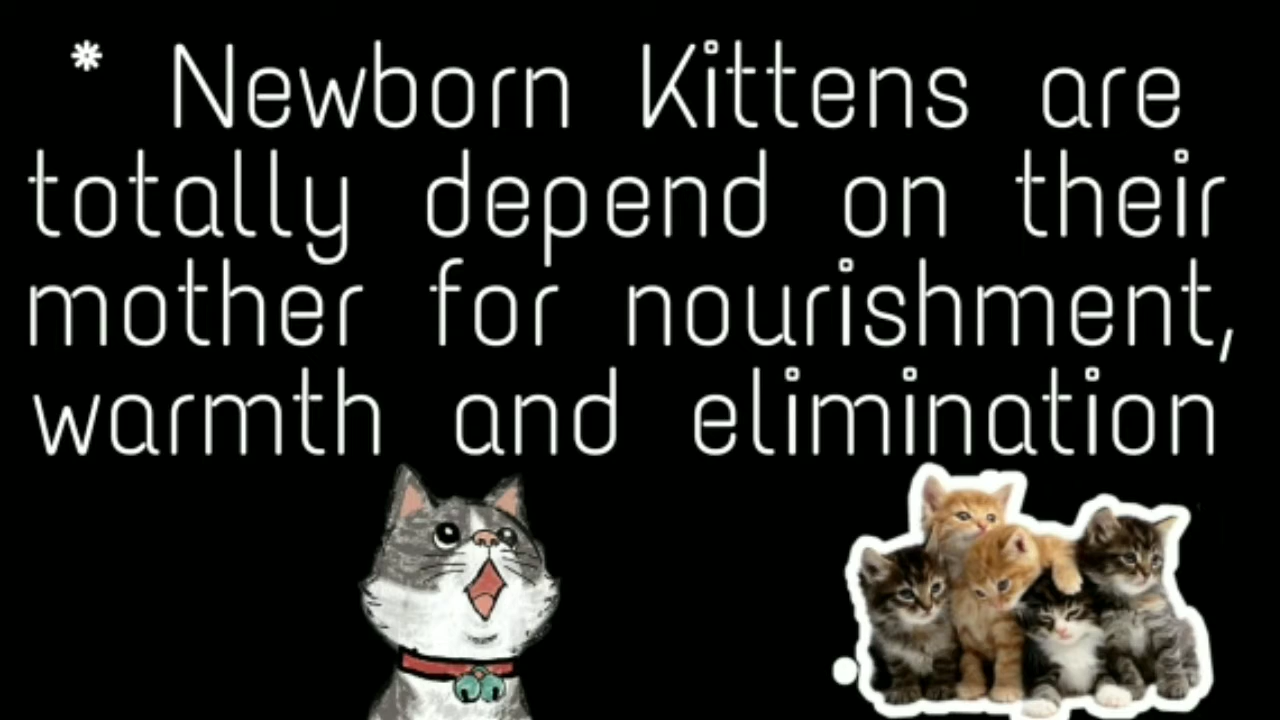 * Newborn Kittens are
totally depend on their
mother for nourishment,
warmth and elimination